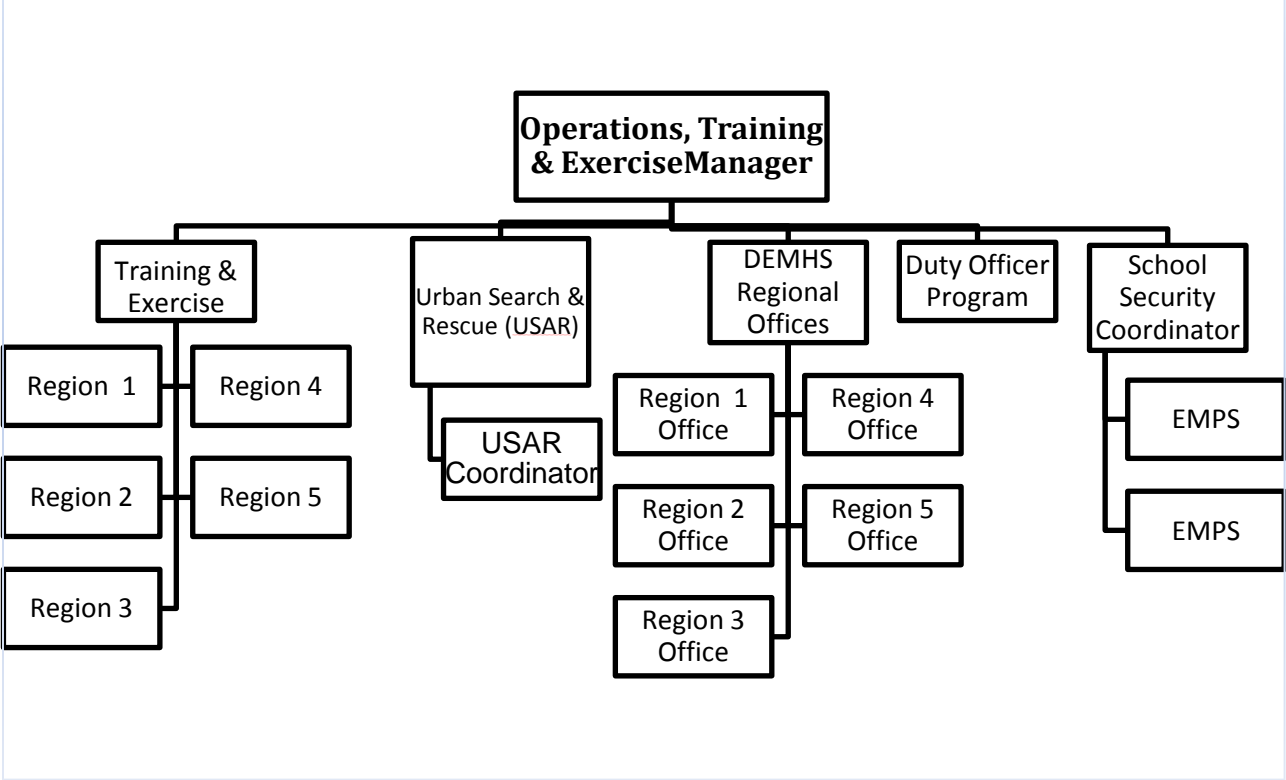 Operations, Training
& ExerciseManager
Training &
Exercise
Region  1
Region 4
Region 2
Region 5
Region 3
Urban Search &
Rescue (USAR)
USAR
Coordinator
DEMHS
Regional
Offices
Region  1
Office
Region 4
Office
Region 2
Office
Region 5
Office
Region 3
Office
Duty Officer
Program
School
Security
Coordinator
EMPS
EMPS